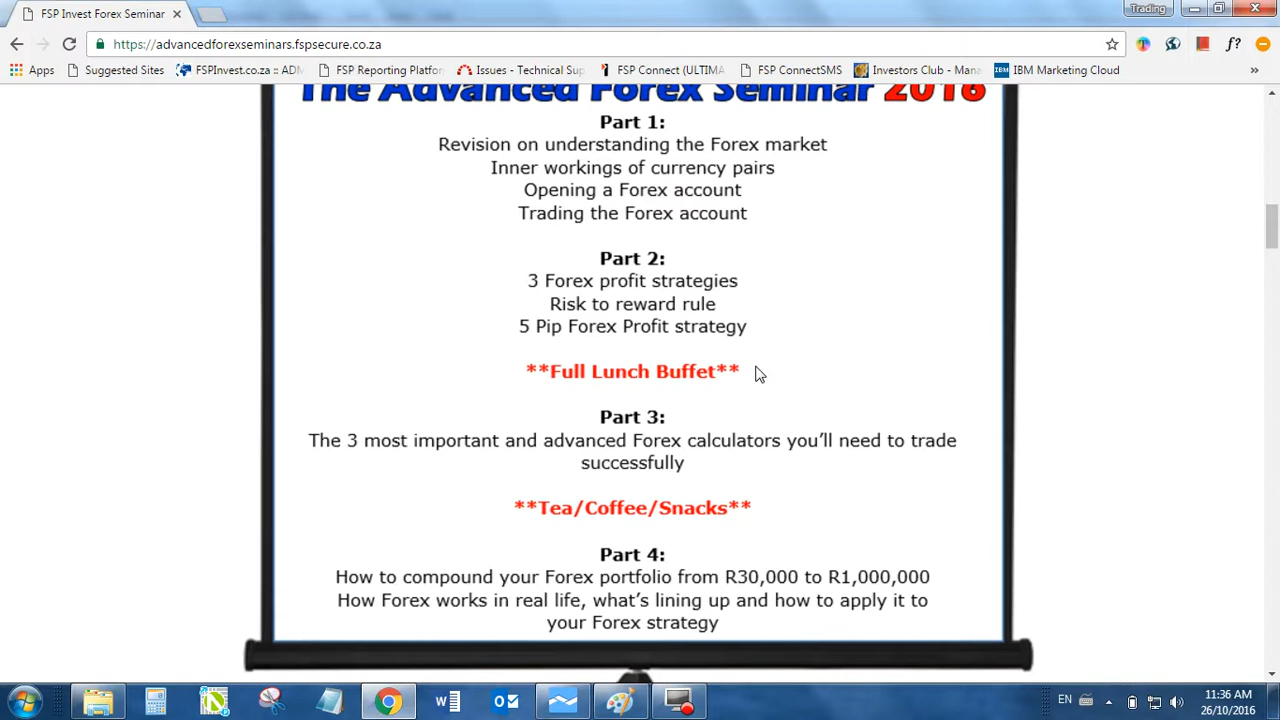 FSP Invest Forex Seminar
Trading
https://advancedforexseminars.fspsecure.co.za
f?
Apps
Suggested Sites
FSPInvest.co.za :: ADM
FSP Reporting Platfor
Issues - Technical Sup
FSP Connect (ULTIMA
FSP ConnectSMS
Investors Club - Mana
IBM
IBM Marketing Cloud
»
The Advanced Forex Seminar 2016
Part 1:
Revision on understanding the Forex market
Inner workings of currency pairs
Opening a Forex account
Trading the Forex account
Part 2:
3 Forex profit strategies
Risk to reward rule
5 Pip Forex Profit strategy
**Full Lunch Buffet**
Part 3:
The 3 most important and advanced Forex calculators you’ll need to trade
successfully
**Tea/Coffee/Snacks**
Part 4:
How to compound your Forex portfolio from R30,000 to R1,000,000
How Forex works in real life, what’s lining up and how to apply it to
your Forex strategy
EN
11:36 AM
26/10/2016